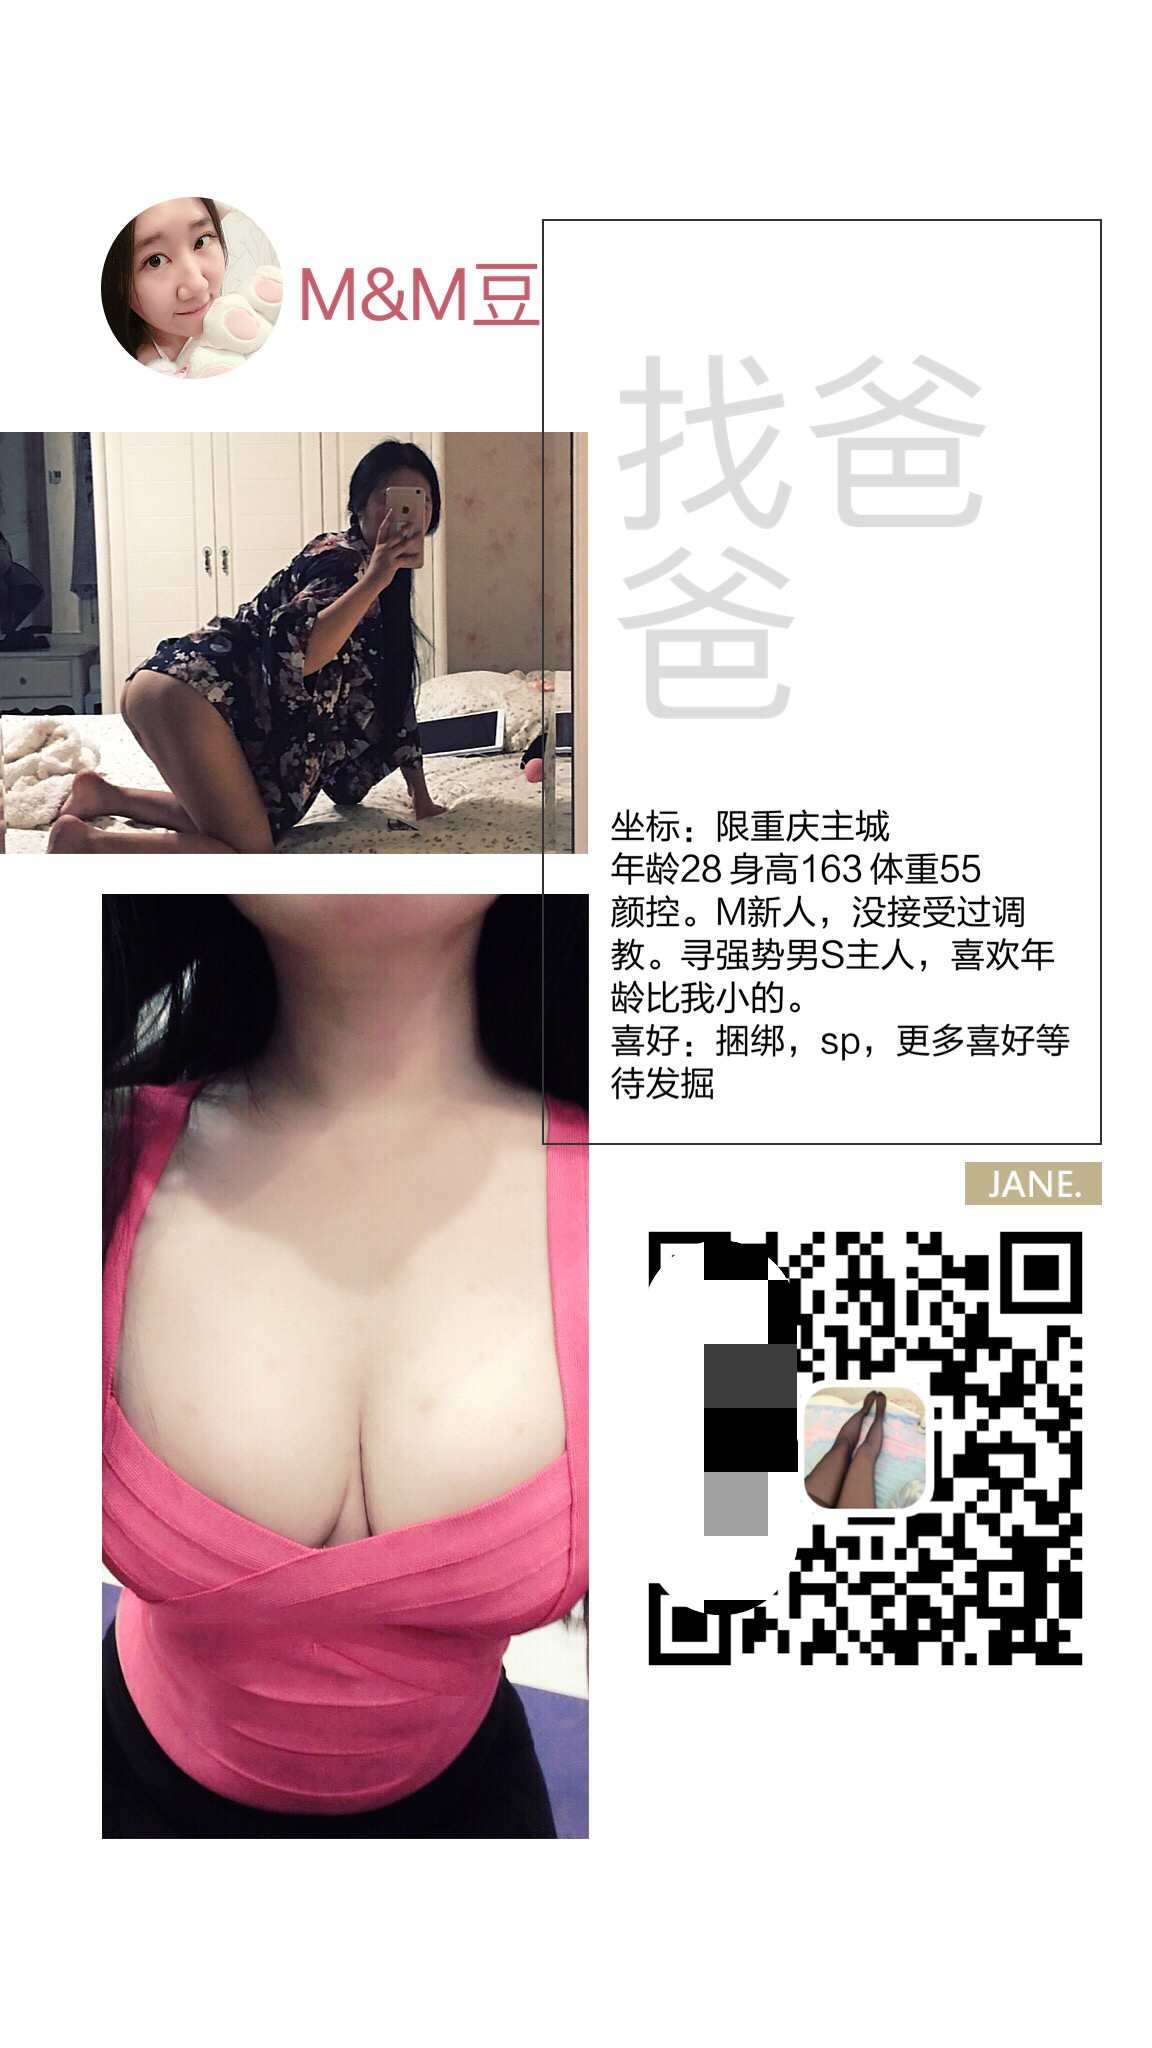 M&M豆
找爸
爸
坐标：限重庆主城
年龄28 身高163 体重55
颜控。M新人，没接受过调
教。寻强势男S主人，喜欢年
龄比我小的。
喜好：捆绑，sp，更多喜好等
待发掘
JANE.